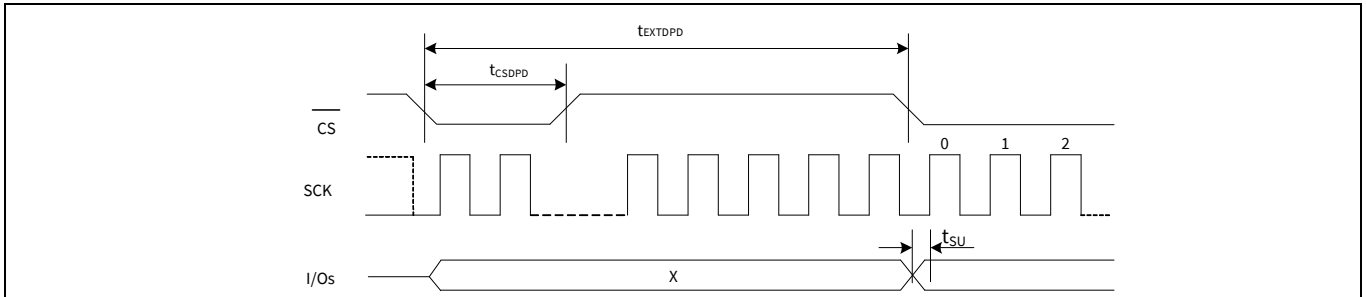 tEXTDPD
tCSDPD
CS
0 1 2
SCK
tSU
I/Os
X